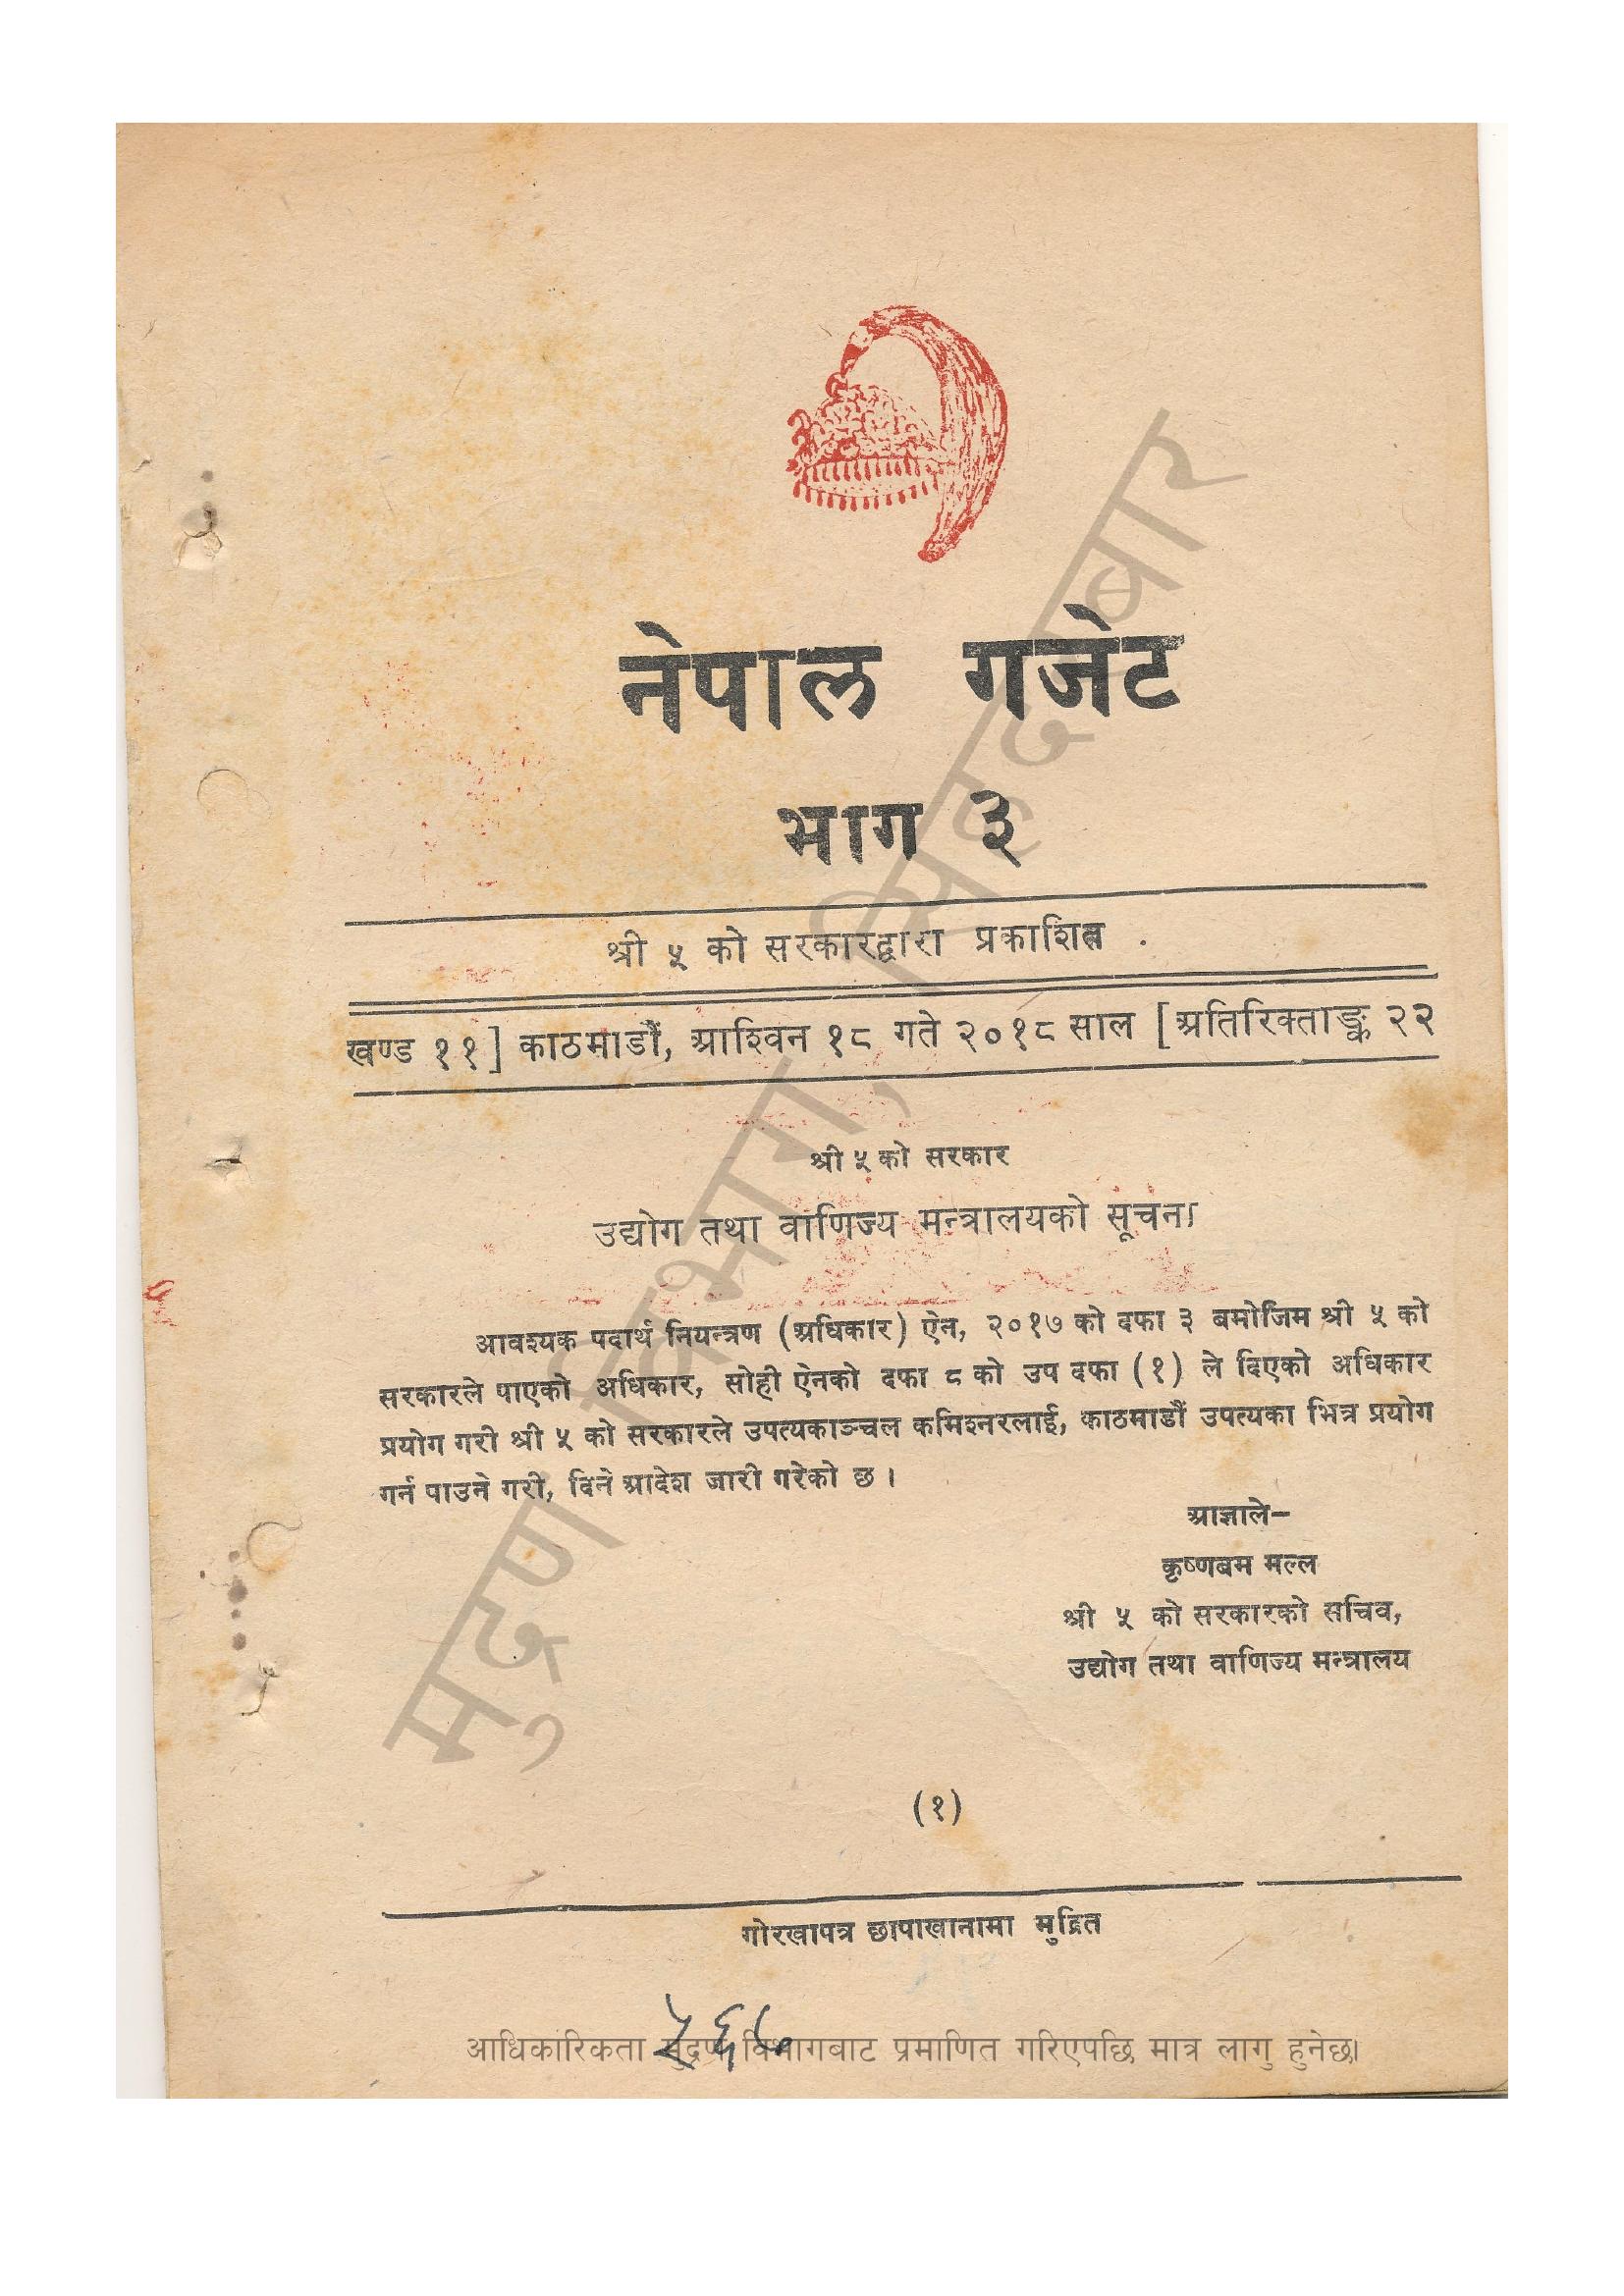 नेपाल गजेट
भाग ३
श्री ५ को सरकारद्वारा प्रकाशित
खण्ड ११] काठमाडौं, आश्विन १८ गते २०१८ साल [अतिरिक्ताङ्क २२
श्री ५ को सरकार
उद्योग तथा वाणिज्य मन्त्रालयको सूचना
आवश्यक पदार्थ नियन्त्रण (अधिकार) ऐन, २०१७ को दफा ३ बमोजिम श्री ५ को
सरकारले पाएको अधिकार, सोही ऐनको दफा ८ को उप दफा (१) ले दिएको अधिकार
प्रयोग गरी श्री ५ को सरकारले उपत्यकाञ्चल कमिश्नरलाई, काठमाडौं उपत्यका भित्र प्रयोग
गर्न पाउने गरी, दिने आदेश जारी गरेको छ ।
आज्ञाले–
कृष्णबम मल्ल
श्री ५ को सरकारको सचिव,
उद्योग तथा वाणिज्य मन्त्रालय
(१)
गोरखापत्र छापाखानामा मुद्रित
आधिकारिकता मुद्रण विभागबाट प्रमाणित गरिएपछि मात्र लागु हुनेछ।
मुद्रण विभाग, सिंहदरबार